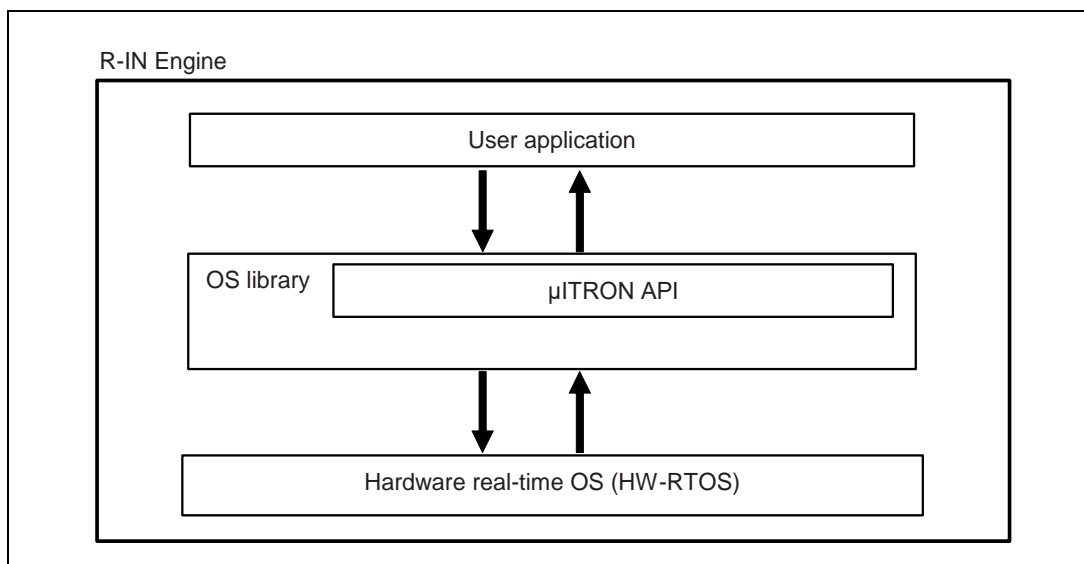 R-IN Engine
User application
OS library
µITRON API
Hardware real-time OS (HW-RTOS)